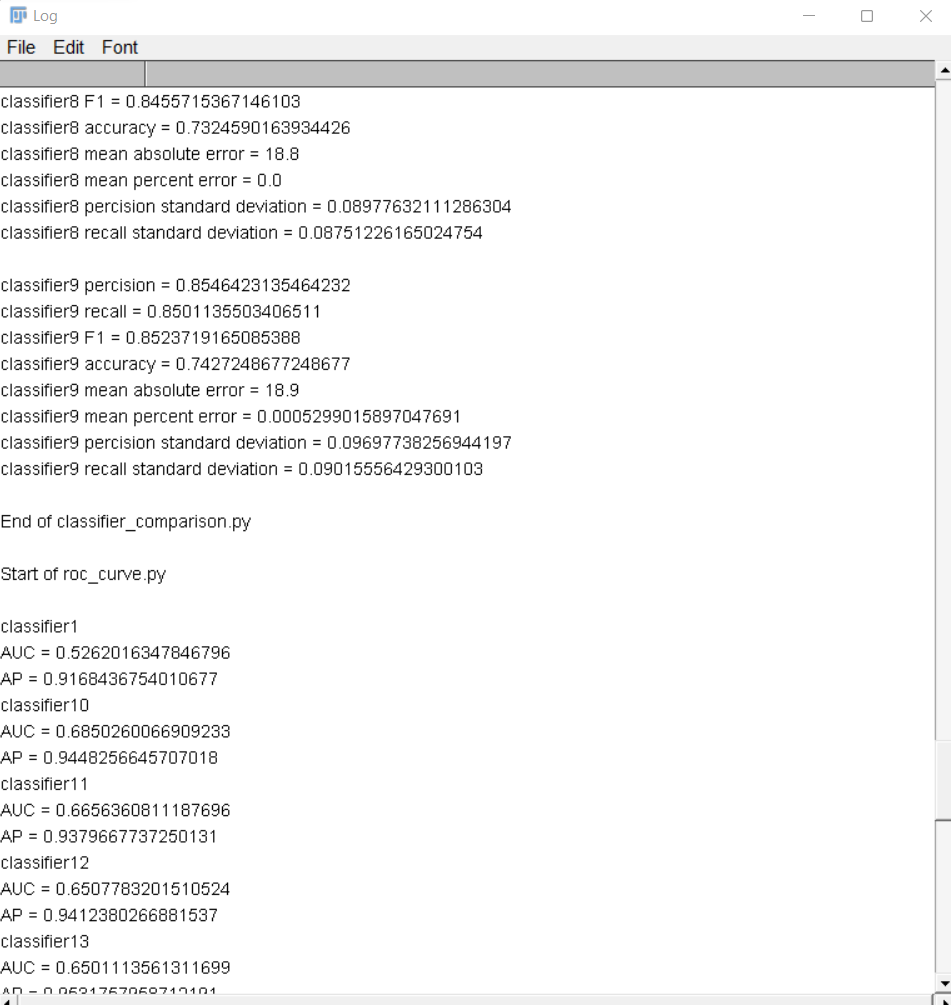 Log
File Edit Font
classifier8 F1 = 0.8455715367146103
classifier8 accuracy = 0.7324590163934426
classifier8 mean absolute error = 18.8
classifier8 mean percent error = 0.0
classifier8 percision standard deviation = 0.08977632111286304
classifier8 recall standard deviation = 0.08751226165024754
classifier9 percision = 0.8546423135464232
classifier9 recall = 0.8501135503406511
classifier9 F1 = 0.8523719165085388
classifier9 accuracy = 0.7427248677248677
classifier9 mean absolute error = 18.9
classifier9 mean percent error = 0.0005299015897047691
classifier9 percision standard deviation = 0.09697738256944197
classifier9 recall standard deviation = 0.09015556429300103
End of classifier_comparison.py
Start of roc_curve.py
classifier1
AUC = 0.5262016347846796
AP = 0.9168436754010677
classifier10
AUC = 0.6850260066909233
AP = 0.9448256645707018
classifier11
AUC = 0.6656360811187696
AP = 0.9379667737250131
classifier12
AUC = 0.6507783201510524
AP = 0.9412380266881537
classifier13
AUC = 0.6501113561311699
AP =